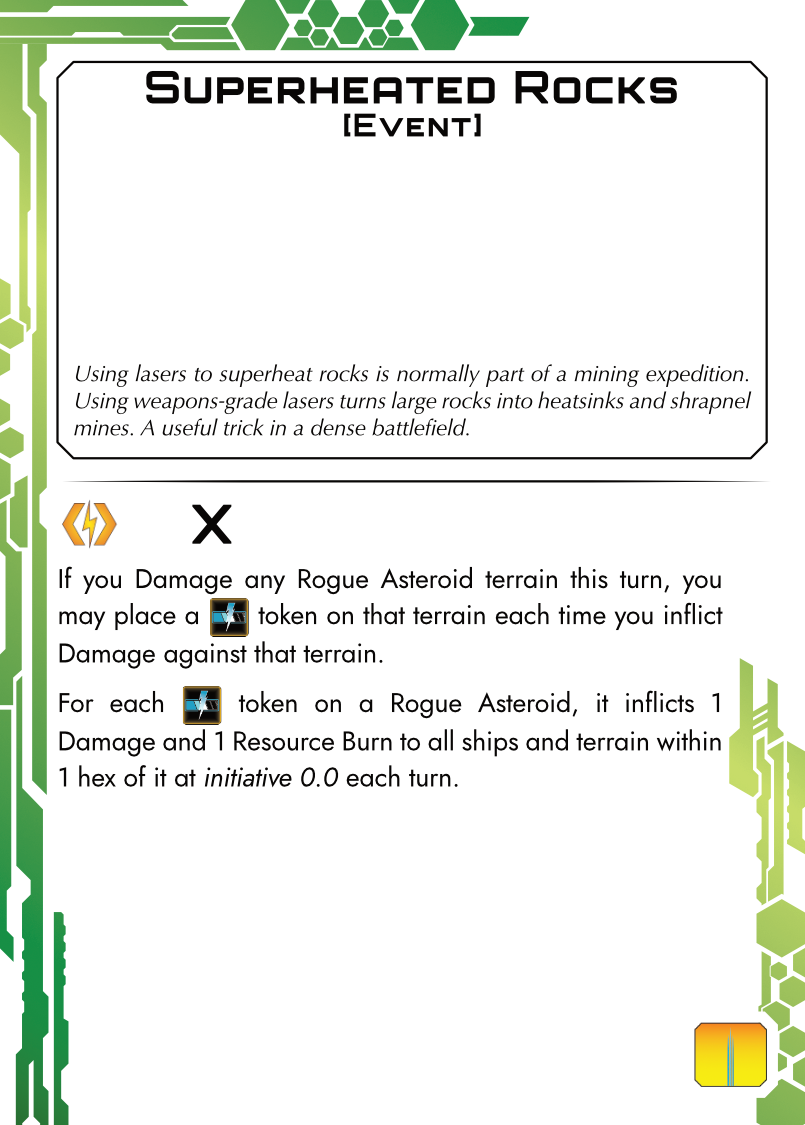 Superheated Rocks
[Event]
Using lasers to superheat rocks is normally part of a mining expedition.
Using weapons-grade lasers turns large rocks into heatsinks and shrapnel
mines. A useful trick in a dense battlefield.
X
If you Damage any Rogue Asteroid terrain this turn, you
may place a token on that terrain each time you inflict
Damage against that terrain.
For each token on a Rogue Asteroid, it inflicts 1
Damage and 1 Resource Burn to all ships and terrain within
1 hex of it at initiative 0.0 each turn.